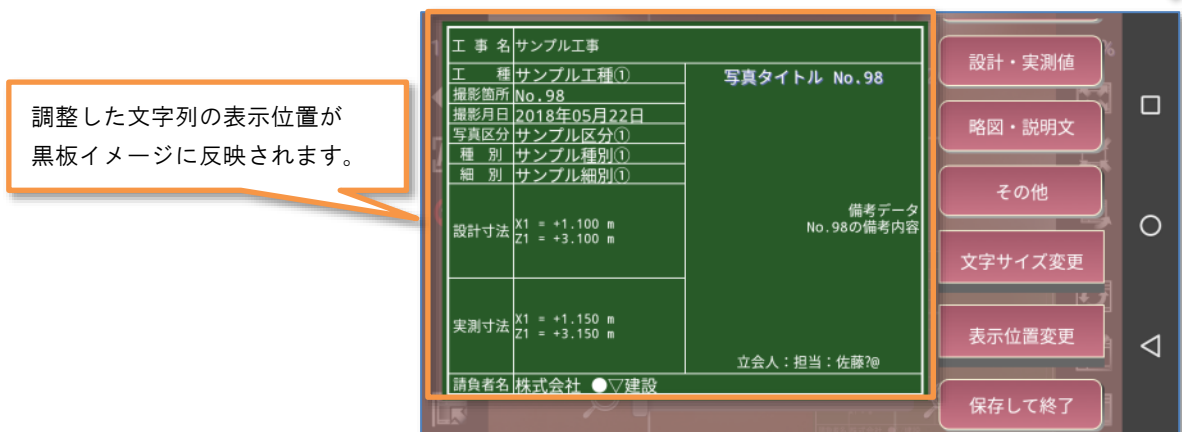 調整した文字列の表示位置が
黒板イメージに反映されます。
工 事 名 サンプル工事
工 種 サンプル工種①
撮影箇所 No.98
撮影月日 2018年05月22日
写真区分 サンプル区分①
種 別 サンプル種別①
細 別 サンプル細別①
設計寸法 X1 = +1.100 m
Z1 = +3.100 m
実測寸法 X1 = +1.150 m
Z1 = +3.150 m
写真タイトル No.98
備考データ
No.98の備考内容
立会人：担当：佐藤?@
請負者名 株式会社 ●▽建設
設計・実測値
略図・説明文
その他
文字サイズ変更
表示位置変更
保存して終了